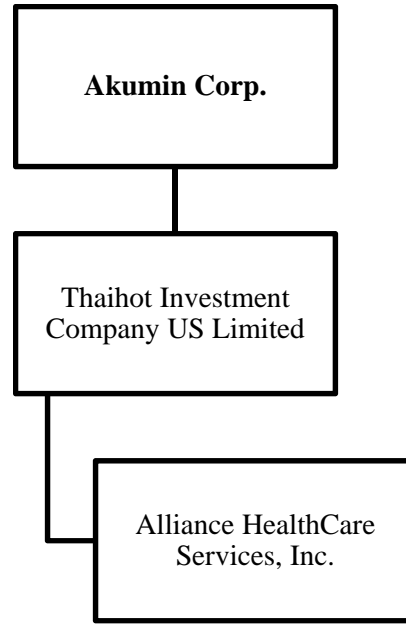 Akumin Corp.
Thaihot Investment
Company US Limited
Alliance HealthCare
Services, Inc.